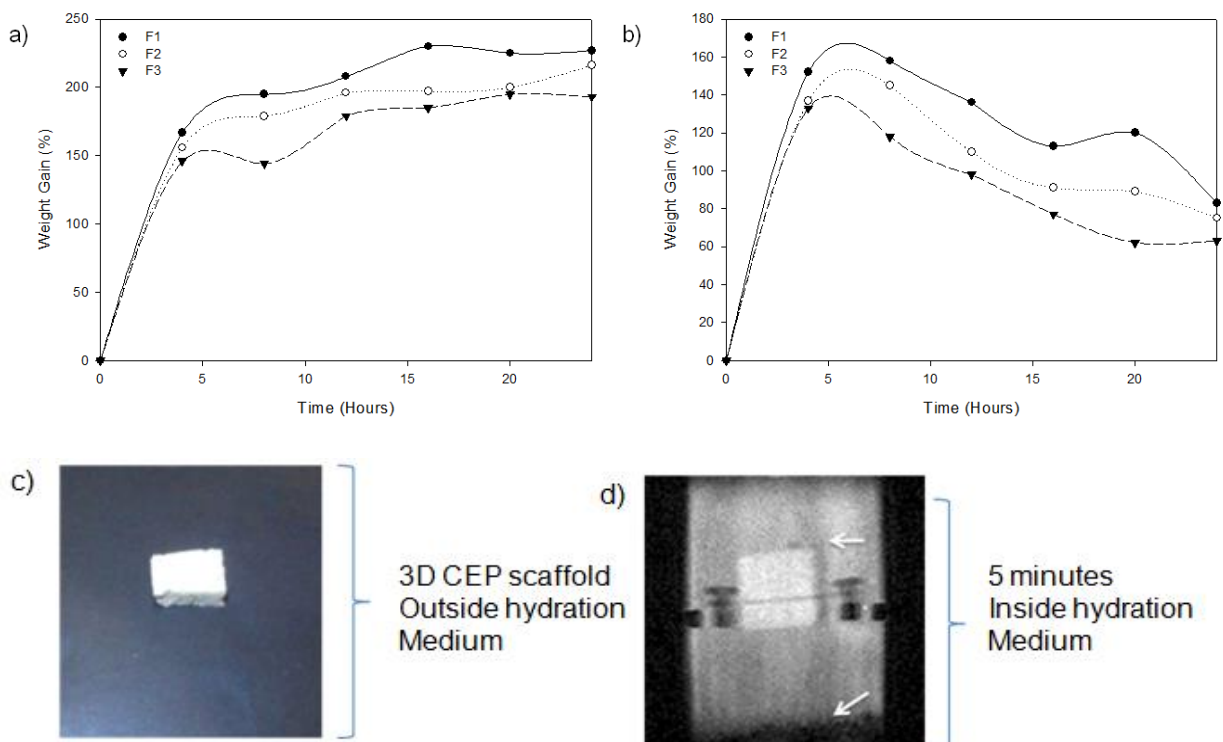 a)
250
200
150
100
50
0
Weight Gain (%)
F1
F2
F3
0 5 10 15 20
Time (Hours)
b)
180
160
140
120
100
80
60
40
20
0
Weight Gain (%)
F1
F2
F3
0 5 10 15 20
Time (Hours)
c)
3D CEP scaffold
Outside hydration
Medium
d)
5 minutes
Inside hydration
Medium